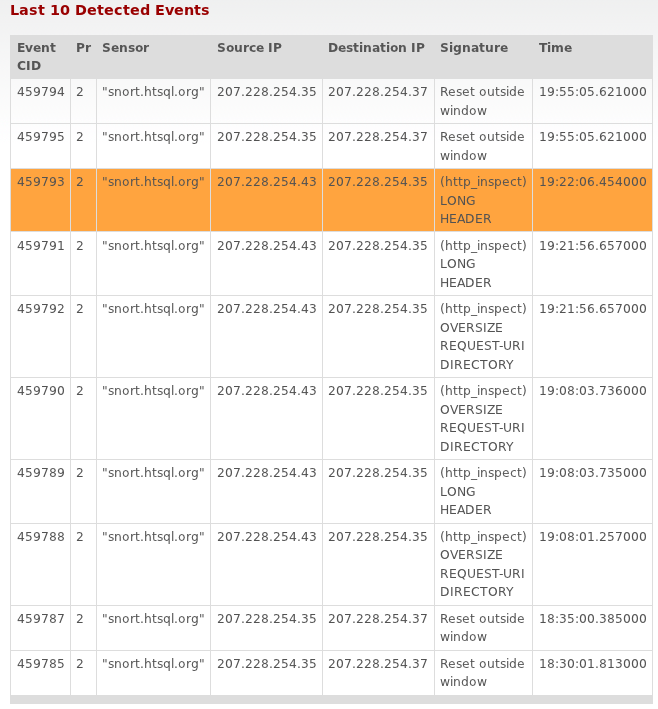 Last 10 Detected Events
Event CID Pr Sensor Source IP Destination IP Signature Time
459794 2 "snort.htsql.org" 207.228.254.35 207.228.254.37 Reset outside window 19:55:05.621000
459795 2 "snort.htsql.org" 207.228.254.35 207.228.254.37 Reset outside window 19:55:05.621000
459793 2 "snort.htsql.org" 207.228.254.43 207.228.254.35 (http_inspect) LONG HEADER 19:22:06.454000
459791 2 "snort.htsql.org" 207.228.254.43 207.228.254.35 (http_inspect) LONG HEADER 19:21:56.657000
459792 2 "snort.htsql.org" 207.228.254.43 207.228.254.35 (http_inspect) OVERSIZE REQUEST-URI DIRECTORY 19:21:56.657000
459790 2 "snort.htsql.org" 207.228.254.43 207.228.254.35 (http_inspect) OVERSIZE REQUEST-URI DIRECTORY 19:08:03.736000
459789 2 "snort.htsql.org" 207.228.254.43 207.228.254.35 (http_inspect) LONG HEADER 19:08:03.735000
459788 2 "snort.htsql.org" 207.228.254.43 207.228.254.35 (http_inspect) OVERSIZE REQUEST-URI DIRECTORY 19:08:01.257000
459787 2 "snort.htsql.org" 207.228.254.35 207.228.254.37 Reset outside window 18:35:00.385000
459785 2 "snort.htsql.org" 207.228.254.35 207.228.254.37 Reset outside window 18:30:01.813000